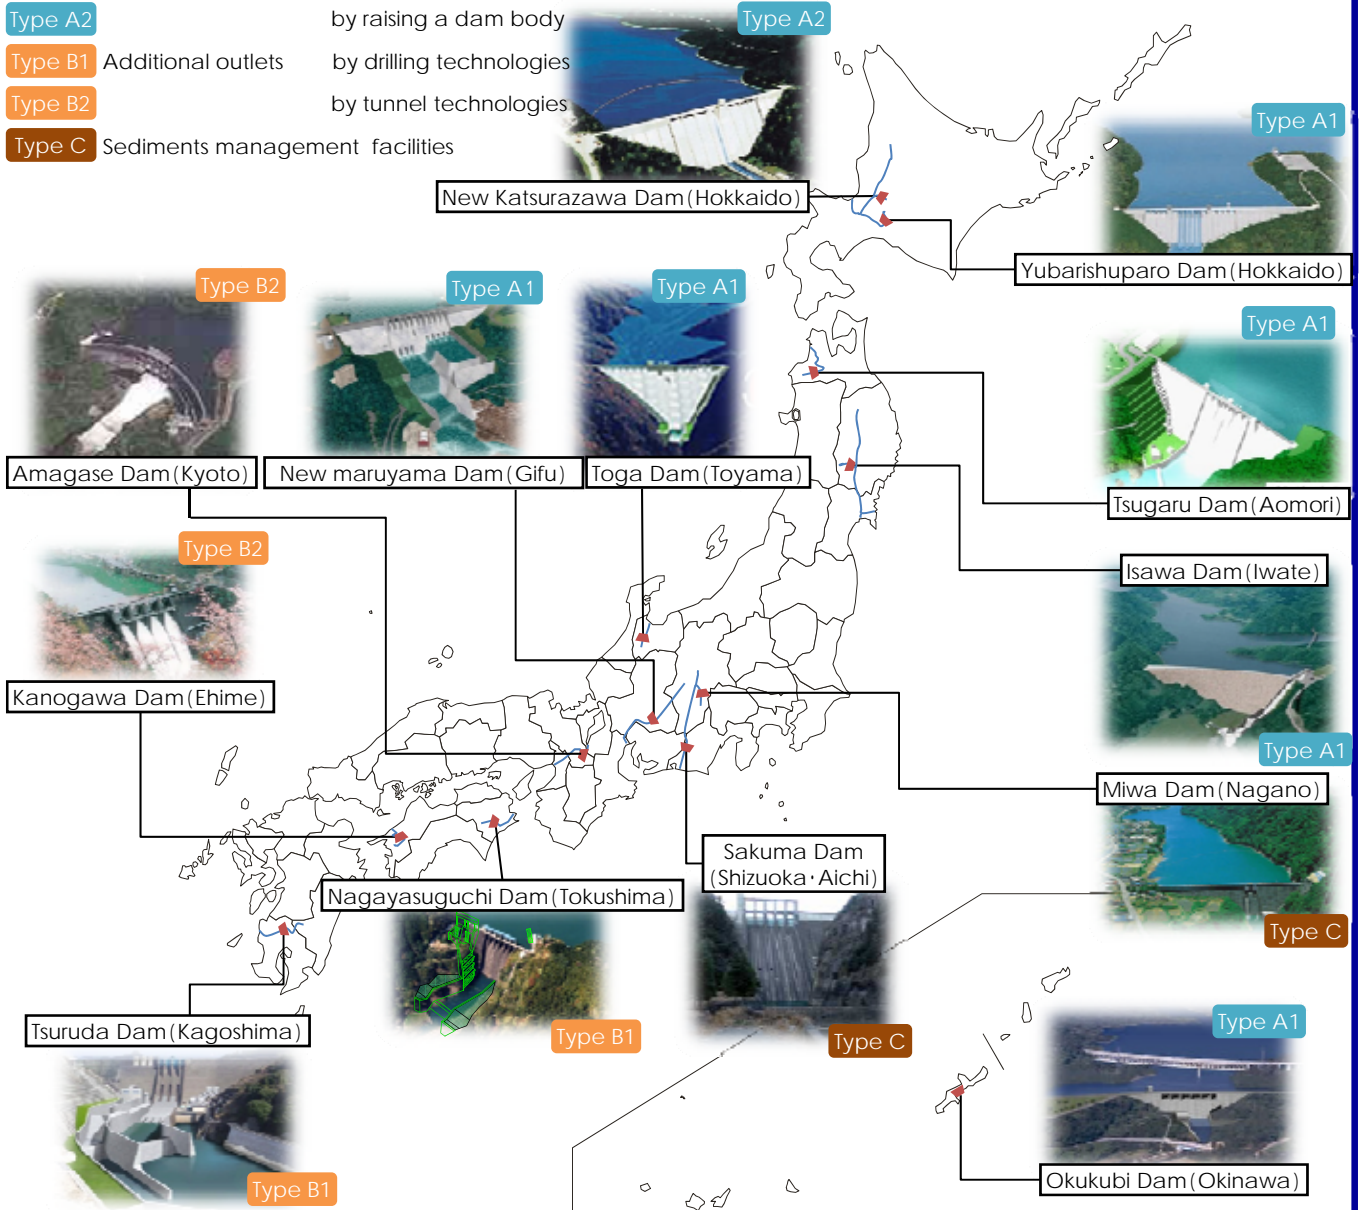 Type A2 by raising a dam body
Type B1 Additional outlets by drilling technologies
Type B2 by tunnel technologies
Type C Sediments management facilities
Type A2
New Katsurazawa Dam(Hokkaido)
Type A1
Yubarishuparo Dam(Hokkaido)
Type B2
Amagase Dam(Kyoto)
Type A1
New maruyama Dam(Gifu)
Type A1
Toga Dam(Toyama)
Type A1
Tsugaru Dam(Aomori)
Type B2
Kanogawa Dam(Ehime)
Isawa Dam(Iwate)
Type A1
Miwa Dam(Nagano)
Type C
Sakuma Dam
(Shizuoka・Aichi)
Type C
Nagayasuguchi Dam(Tokushima)
Type B1
Tsuruda Dam(Kagoshima)
Type B1
Type A1
Okukubi Dam(Okinawa)